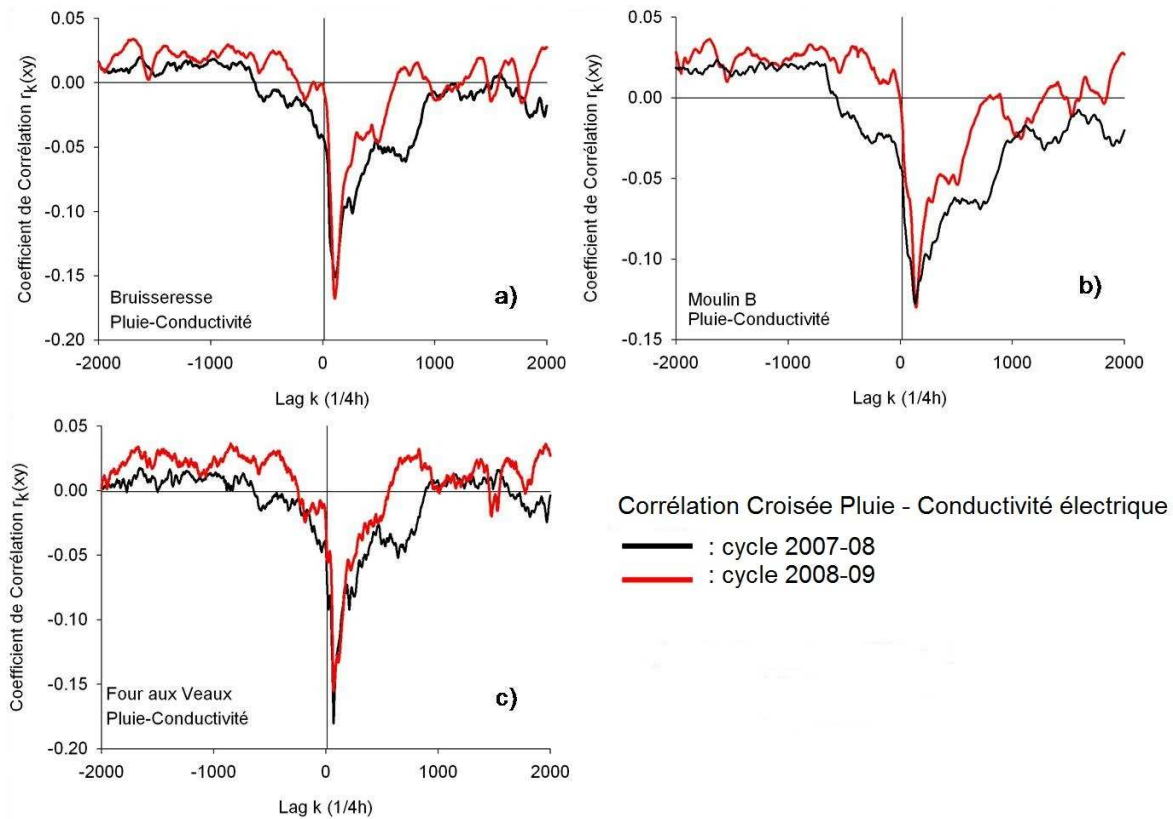 Coefficient de Corrélation rk(xy)
0.05
0.00
-0.05
-0.10
-0.15
-0.20
Bruisseresse
Pluie-Conductivité
a)
-2000 -1000 0 1000 2000
Lag k (1/4h)
Coefficient de Corrélation rk(xy)
0.05
0.00
-0.05
-0.10
-0.15
Moulin B
Pluie-Conductivité
b)
-2000 -1000 0 1000 2000
Lag k (1/4h)
Coefficient de Corrélation rk(xy)
0.05
0.00
-0.05
-0.10
-0.15
-0.20
Four aux Veaux
Pluie-Conductivité
c)
-2000 -1000 0 1000 2000
Lag k (1/4h)
Corrélation Croisée Pluie - Conductivité électrique
: cycle 2007-08
: cycle 2008-09